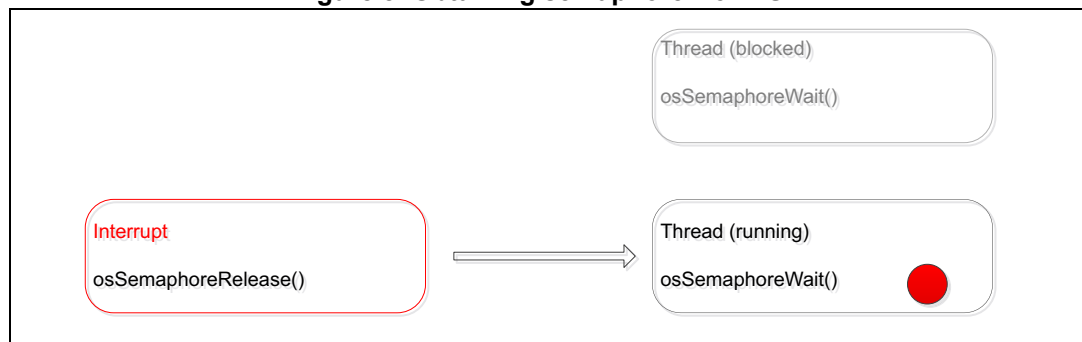 Thread (blocked)
osSemaphoreWait()
Interrupt
osSemaphoreRelease()
Thread (running)
osSemaphoreWait()